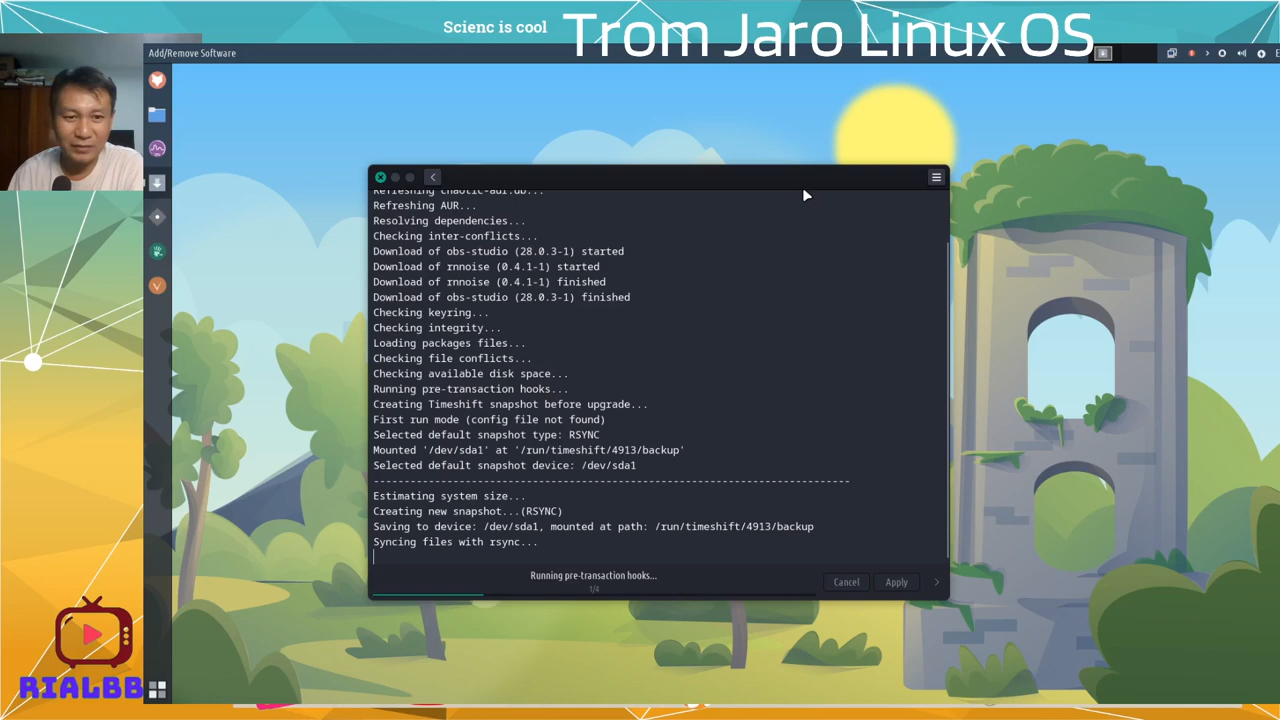 Scienc is cool
Trom Jaro Linux OS
Add/Remove Software
Refreshing chaotic-aur.db...
Refreshing AUR...
Resolving dependencies...
Checking inter-conflicts...
Download of obs-studio (28.0.3-1) started
Download of rnnoise (0.4.1-1) started
Download of rnnoise (0.4.1-1) finished
Download of obs-studio (28.0.3-1) finished
Checking keyring...
Checking integrity...
Loading packages files...
Checking file conflicts...
Checking available disk space...
Running pre-transaction hooks...
Creating Timeshift snapshot before upgrade...
First run mode (config file not found)
Selected default snapshot type: RSYNC
Mounted '/dev/sda1' at '/run/timeshift/4913/backup'
Selected default snapshot device: /dev/sda1
------------------------------------------------------------------------------
Estimating system size...
Creating new snapshot...(RSYNC)
Saving to device: /dev/sda1, mounted at path: /run/timeshift/4913/backup
Syncing files with rsync...
Running pre-transaction hooks...
1/4
Cancel
Apply
RIALBB